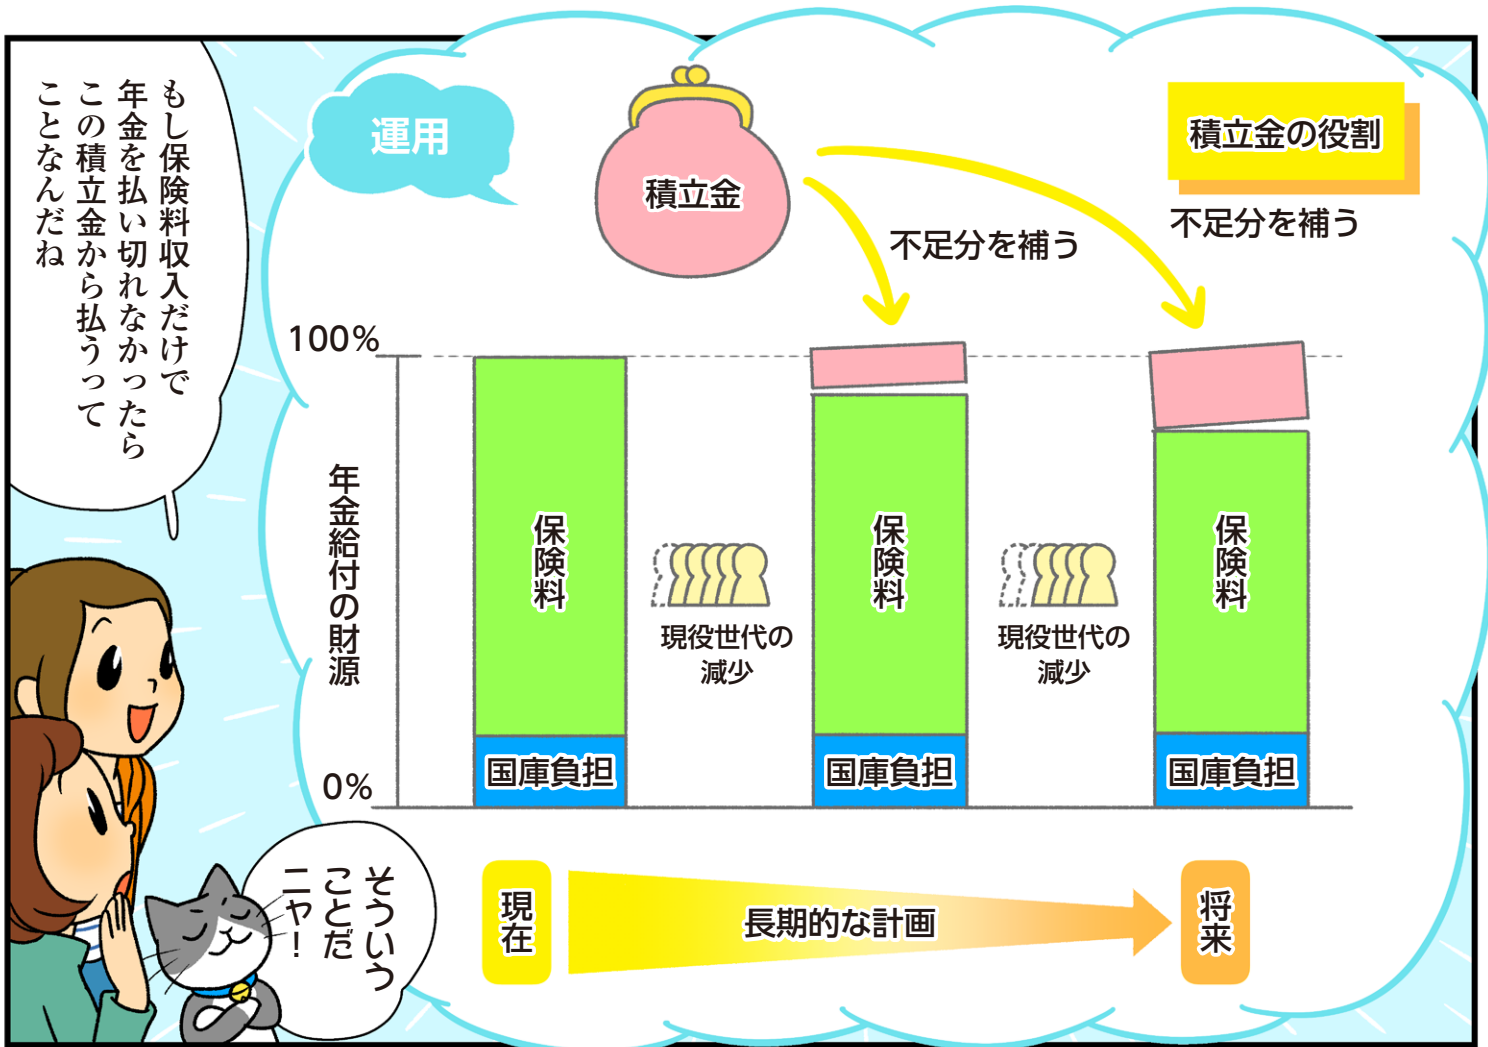 もし保険料収入だけで
年金を払い切れなかったら
この積立金から払うって
ことなんだね
運用
積立金
積立金の役割
不足分を補う
不足分を補う
100%
0%
年金給付の財源
保険料
国庫負担
現役世代の
減少
保険料
国庫負担
現役世代の
減少
保険料
国庫負担
現在
長期的な計画
将来
そういう
ことだ
ニャ!